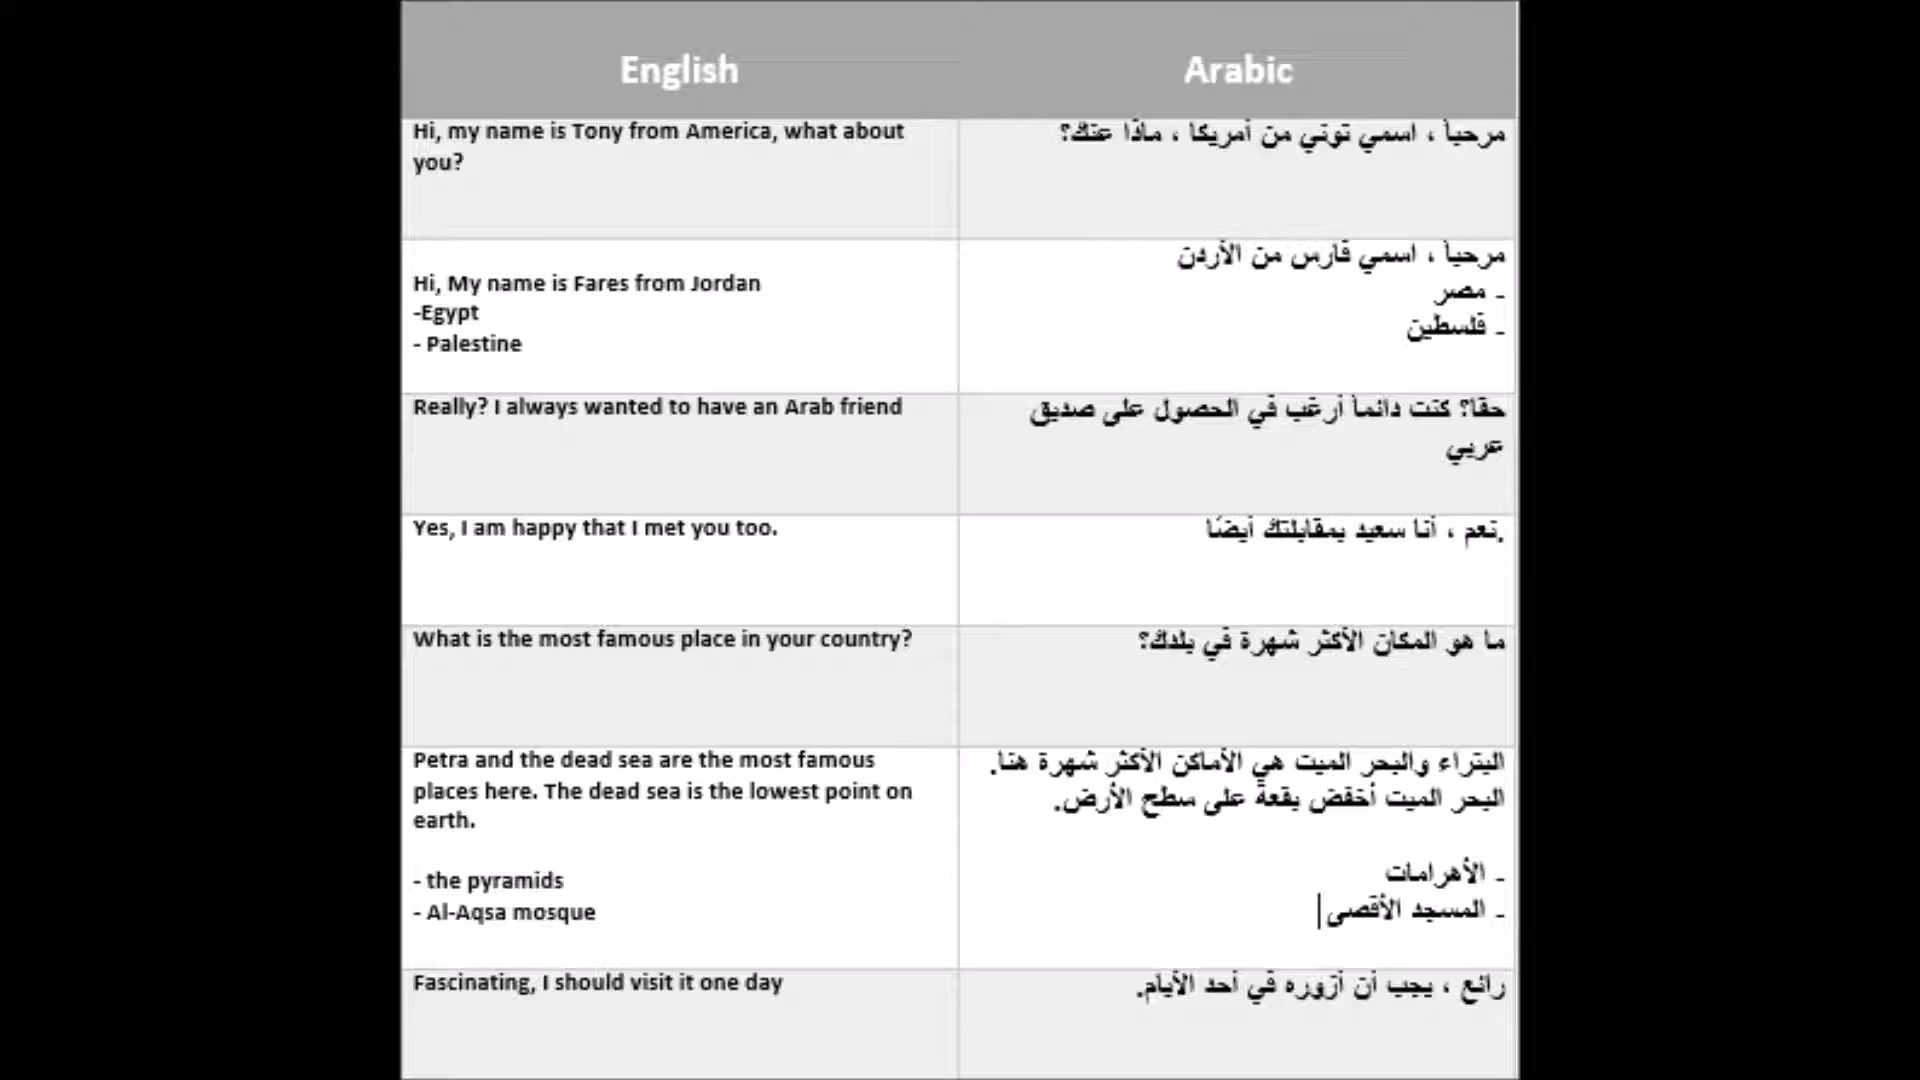 English
Arabic
Hi, my name is Tony from America, what about
you?
مرحباً ، اسمي توني من أمريكا ، ماذا عنك؟
Hi, My name is Fares from Jordan
-Egypt
- Palestine
مرحباً ، اسمي فارس من الأردن
- مصر
- فلسطين
Really? I always wanted to have an Arab friend
حقا؟ كنت دائماً أرغب في الحصول على صديق
عربي
Yes, I am happy that I met you too.
.نعم ، أنا سعيد بمقابلتك أيضًا
What is the most famous place in your country?
ما هو المكان الأكثر شهرة في بلدك؟
Petra and the dead sea are the most famous
places here. The dead sea is the lowest point on
earth.
- the pyramids
- Al-Aqsa mosque
البتراء والبحر الميت هي الأماكن الأكثر شهرة هنا.
البحر الميت أخفض بقعة على سطح الأرض.
- الأهرامات
- المسجد الأقصى
Fascinating, I should visit it one day
رائع ، يجب أن أزوره في أحد الأيام.